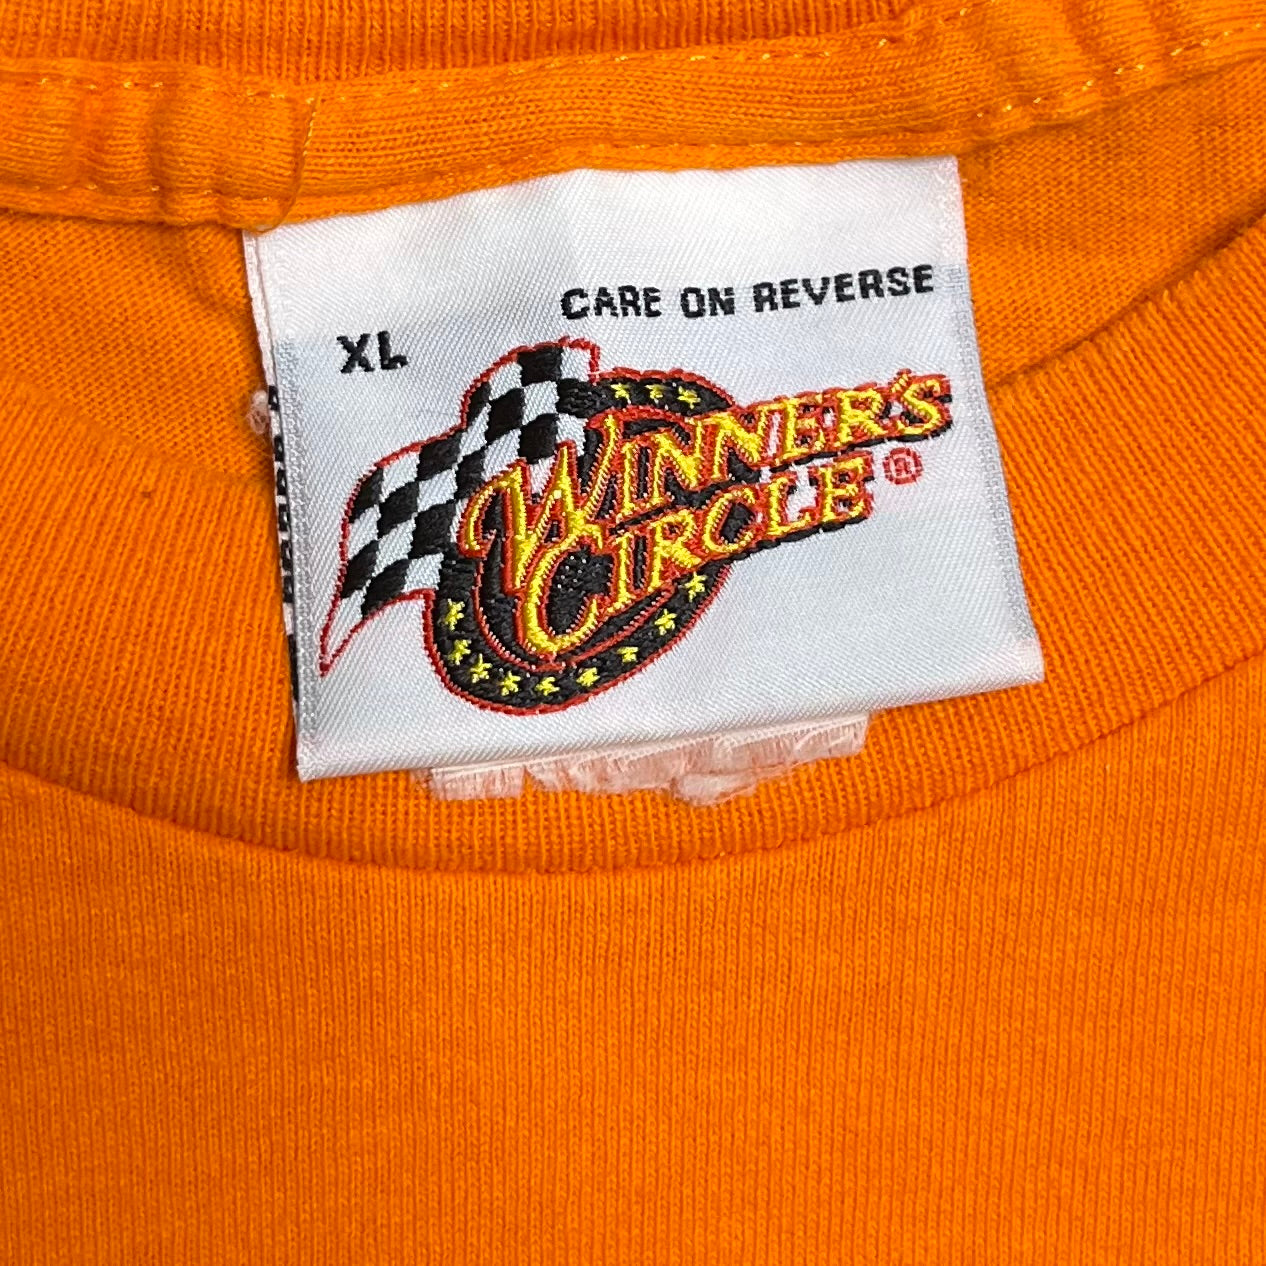 CARE ON REVERSE
XL
WINNER'S
CIRCLE®